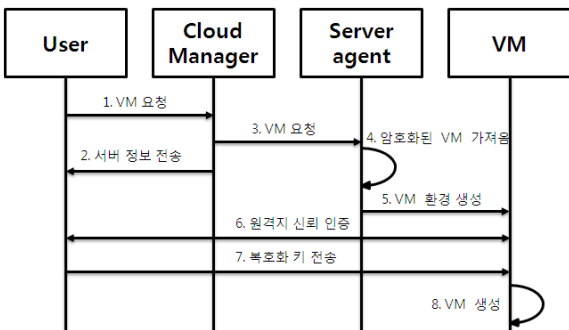 User
Cloud
Manager
Server
agent
VM
1. VM 요청
3. VM 요청
4. 암호화된 VM 가져옴
2. 서버 정보 전송
5. VM 환경 생성
6. 원격지 신뢰 인증
7. 복호화 키 전송
8. VM 생성